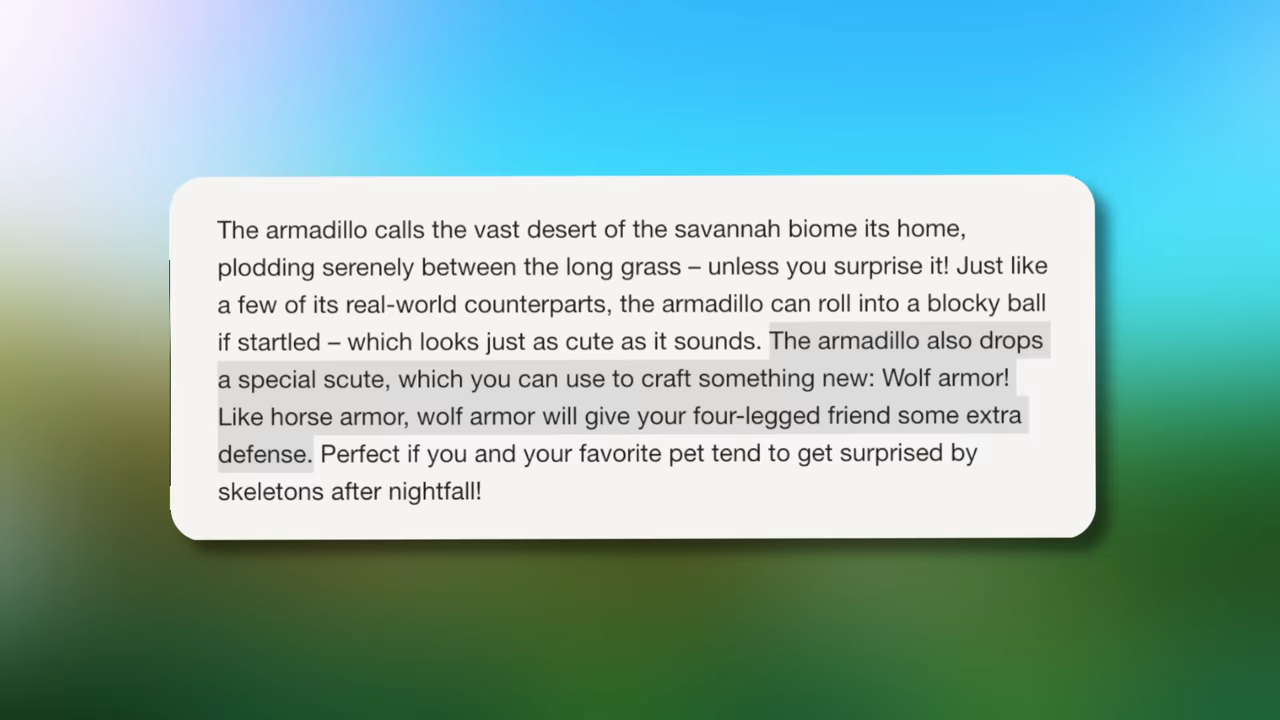 The armadillo calls the vast desert of the savannah biome its home,
plodding serenely between the long grass – unless you surprise it! Just like
a few of its real-world counterparts, the armadillo can roll into a blocky ball
if startled – which looks just as cute as it sounds. The armadillo also drops
a special scute, which you can use to craft something new: Wolf armor!
Like horse armor, wolf armor will give your four-legged friend some extra
defense. Perfect if you and your favorite pet tend to get surprised by
skeletons after nightfall!